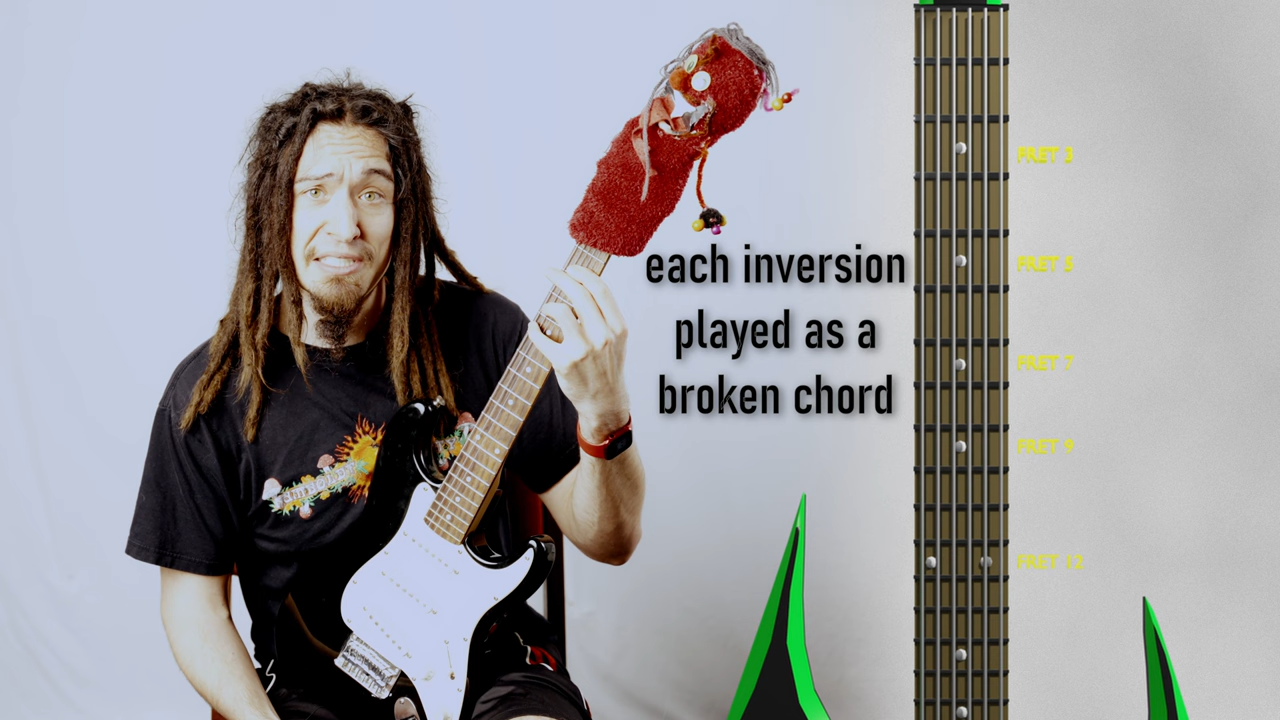 each inversion
played as a
broken chord
FRET 3
FRET 5
FRET 7
FRET 9
FRET 12